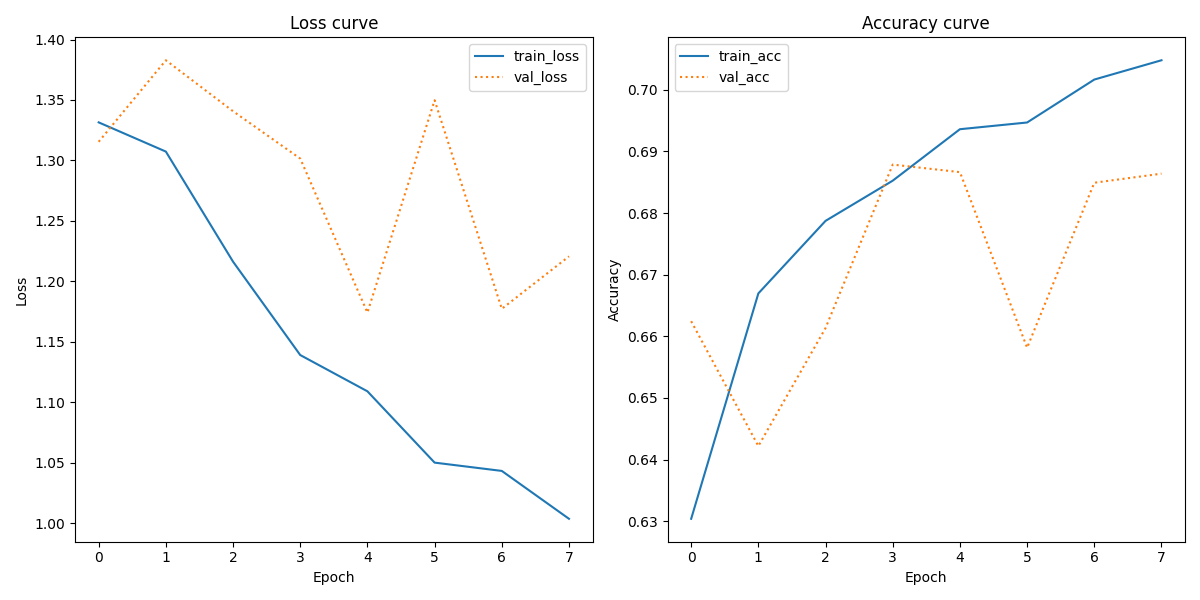 Loss curve
train_loss
val_loss
1.40
1.35
1.30
1.25
1.20
1.15
1.10
1.05
1.00
Loss
0 1 2 3 4 5 6 7
Epoch
Accuracy curve
train_acc
val_acc
0.70
0.69
0.68
0.67
0.66
0.65
0.64
0.63
Accuracy
0 1 2 3 4 5 6 7
Epoch